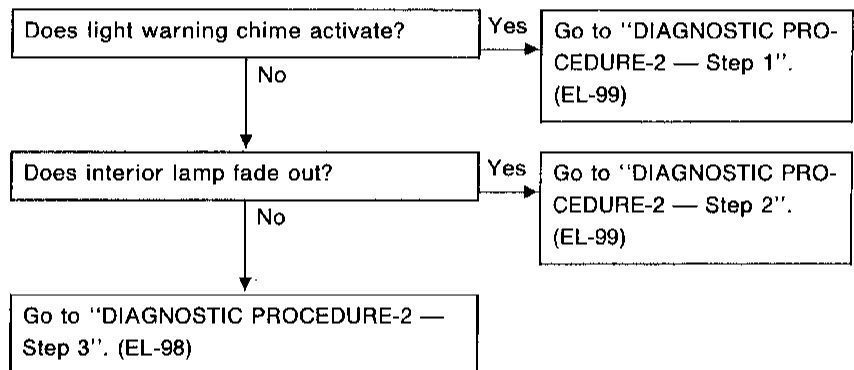 Does light warning chime activate?
Yes
Go to "DIAGNOSTIC PRO-
CEDURE-2 — Step 1".
(EL-99)
No
Does interior lamp fade out?
Yes
Go to "DIAGNOSTIC PRO-
CEDURE-2 — Step 2".
(EL-99)
No
Go to "DIAGNOSTIC PROCEDURE-2 —
Step 3". (EL-98)